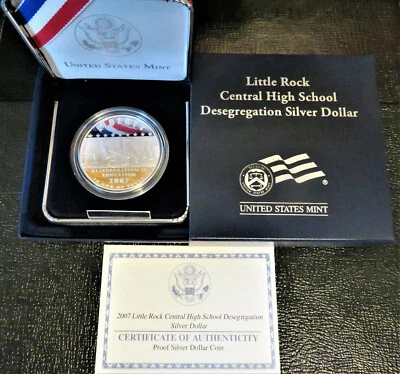 UNITED STATES MINT
Little Rock
Central High School
Desegregation Silver Dollar
DESEGREGATION IN
EDUCATION
2007
UNITED STATES MINT
2007 Little Rock Central High School Desegregation
Silver Dollar
CERTIFICATE OF AUTHENTICITY
Proof Silver Dollar Coin